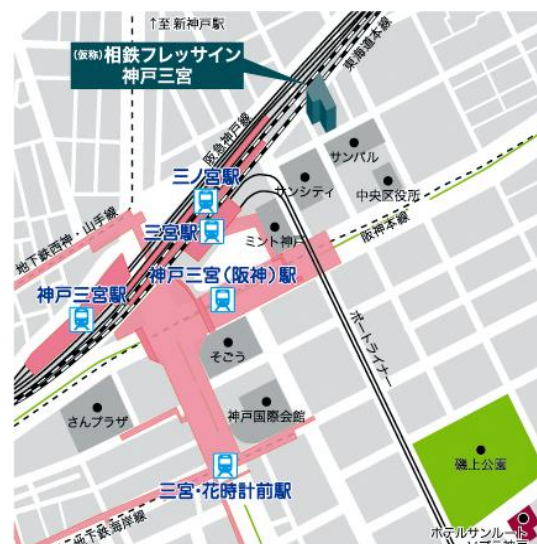 ↑至 新神戸駅
(仮称)相鉄フレッサイン
神戸三宮
東海道本線
阪急神戸線
サンパル
三ノ宮駅
サンシティ
中央区役所
三宮駅
ミント神戸
阪神本線
地下鉄西神・山手線
神戸三宮(阪神)駅
神戸三宮駅
ポートライナー
そごう
さんプラザ
神戸国際会館
磯上公園
三宮・花時計前駅
地下鉄海岸線
ホテルサンルート
ソプラ神戸